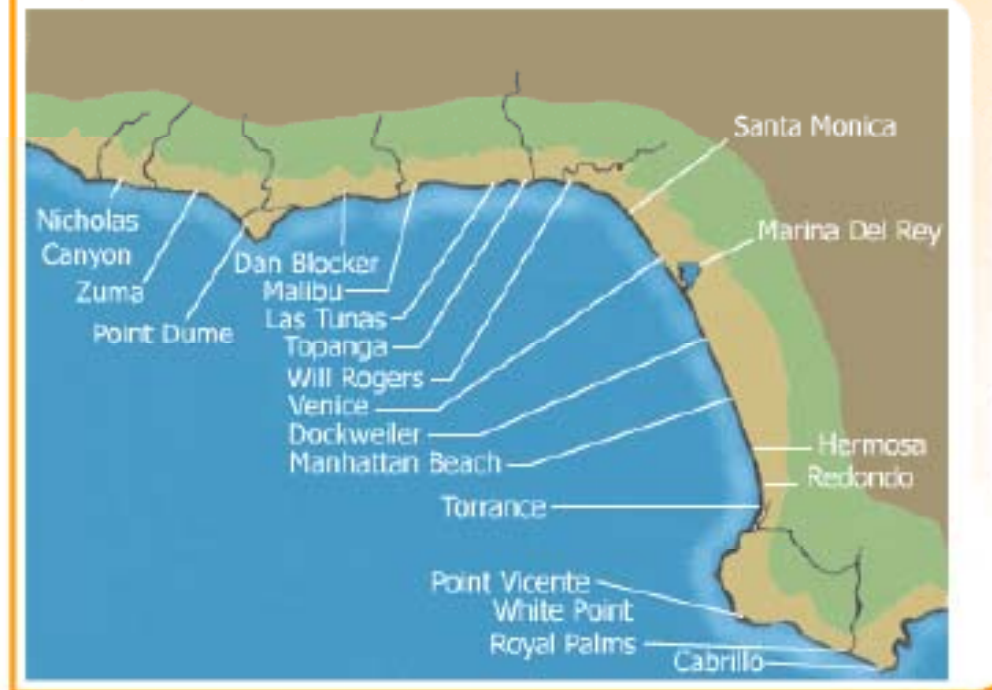 Santa Monica
Nicholas
Canyon
Marina Del Rey
Zuma
Dan Blocker
Malibu
Point Dume
Las Tunas
Topanga
Will Rogers
Venice
Dockweiler
Manhattan Beach
Hermosa
Redondo
Torrance
Point Vicente
White Point
Royal Palms
Cabrillo